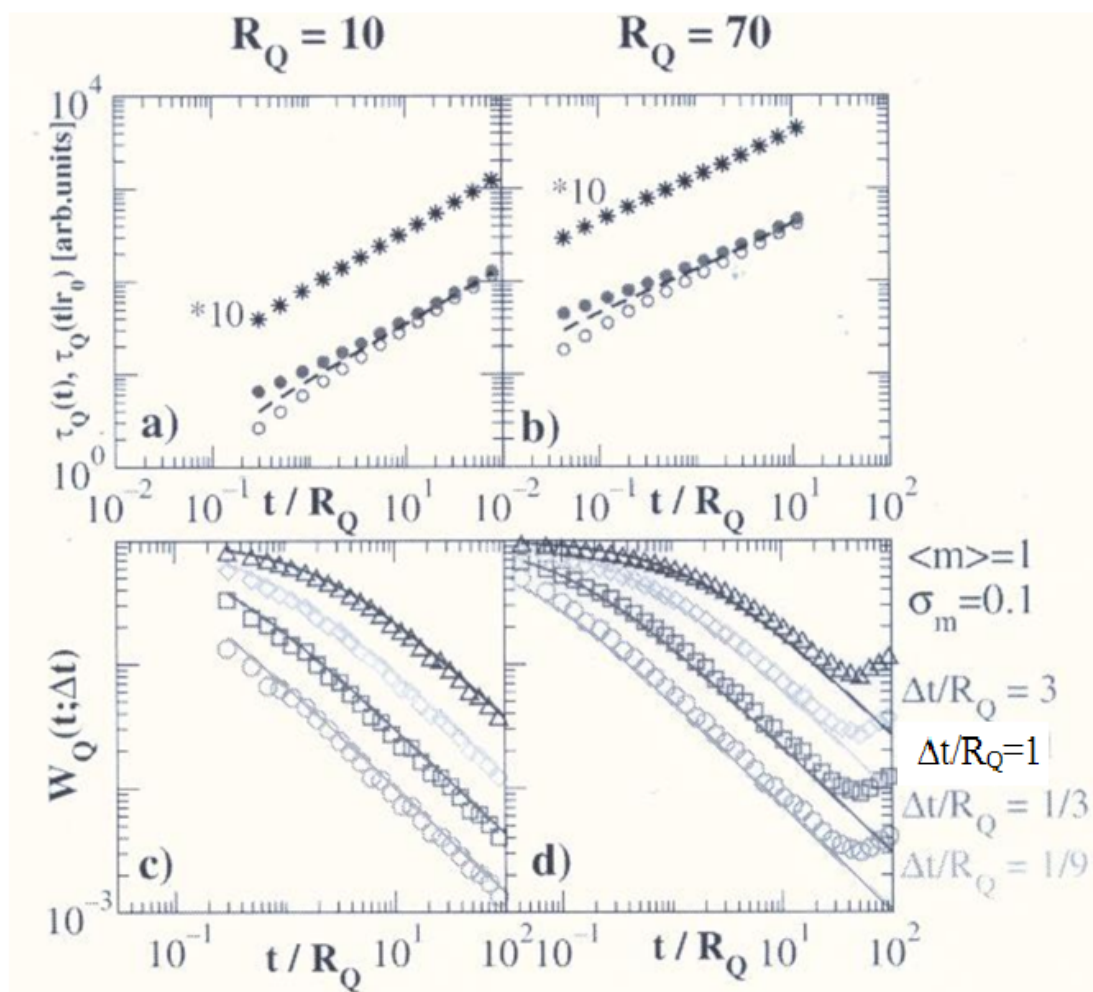 R_Q = 10
R_Q = 70
10^4
*10
*10
τ_Q(t), τ_Q(t|r_0) [arb.units]
a)
b)
10^0
10^−2 10^−1 t / R_Q 10^1 10^−2 10^−1 t / R_Q 10^1 10^2
<m>=1
σ_m=0.1
Δt/R_Q = 3
Δt/R_Q=1
Δt/R_Q = 1/3
Δt/R_Q = 1/9
W_Q(t;Δt)
c)
d)
10^−3
10^−1 t / R_Q 10^1 10^2 10^−1 t / R_Q 10^1 10^2